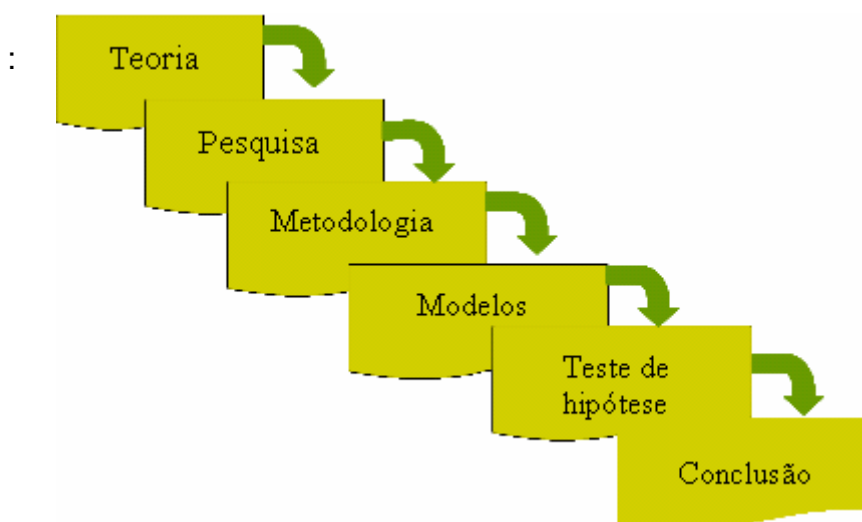 :
Teoria
Pesquisa
Metodologia
Modelos
Teste de
hipótese
Conclusão